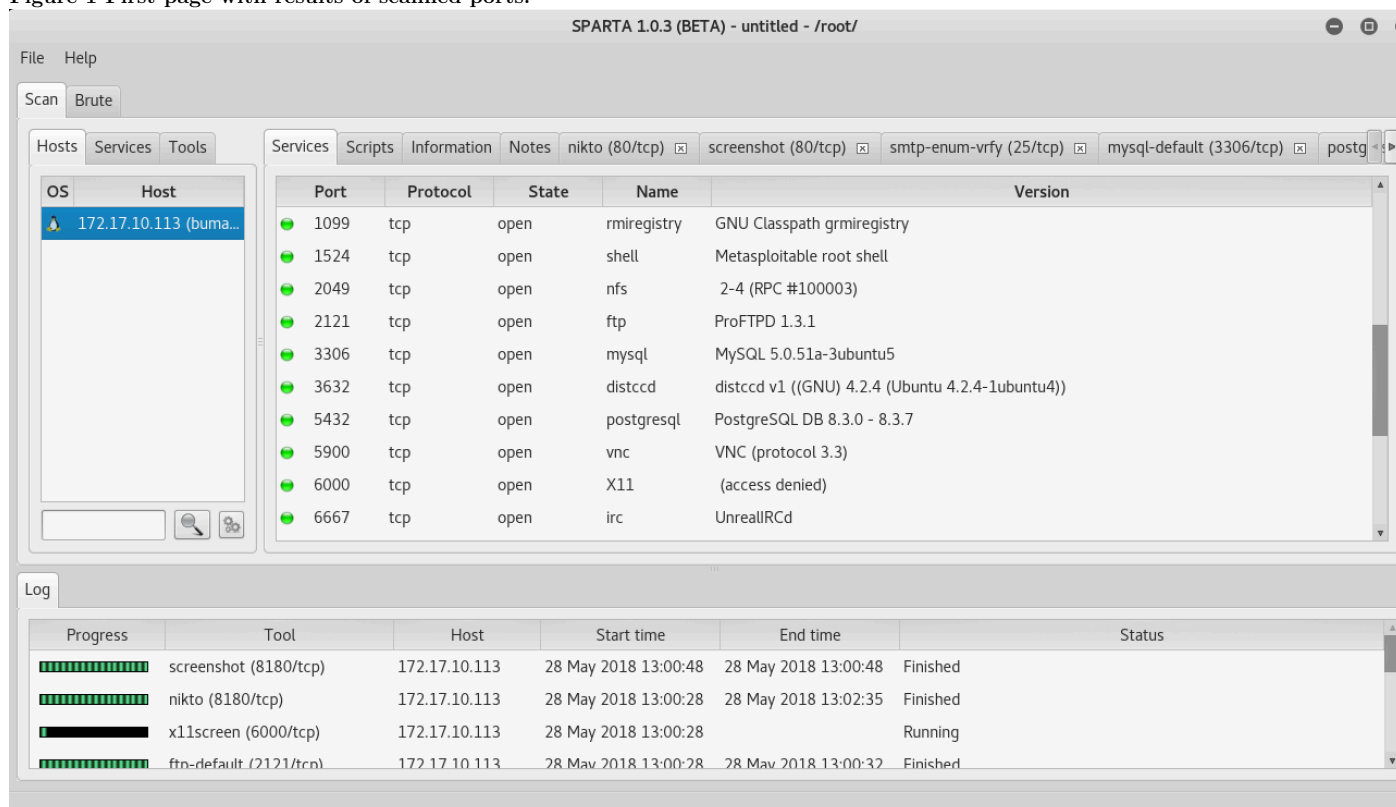 Figure 1 First page with results of scanned ports.
SPARTA 1.0.3 (BETA) - untitled - /root/
File Help
Scan Brute
Hosts Services Tools
Services Scripts Information Notes nikto (80/tcp) screenshot (80/tcp) smtp-enum-vrfy (25/tcp) mysql-default (3306/tcp) postg
OS Host
Port Protocol State Name Version
172.17.10.113 (buma...
1099 tcp open rmiregistry GNU Classpath grmiregistry
1524 tcp open shell Metasploitable root shell
2049 tcp open nfs 2-4 (RPC #100003)
2121 tcp open ftp ProFTPD 1.3.1
3306 tcp open mysql MySQL 5.0.51a-3ubuntu5
3632 tcp open distccd distccd v1 ((GNU) 4.2.4 (Ubuntu 4.2.4-1ubuntu4))
5432 tcp open postgresql PostgreSQL DB 8.3.0 - 8.3.7
5900 tcp open vnc VNC (protocol 3.3)
6000 tcp open X11 (access denied)
6667 tcp open irc UnrealIRCd
Log
Progress Tool Host Start time End time Status
screenshot (8180/tcp) 172.17.10.113 28 May 2018 13:00:48 28 May 2018 13:00:48 Finished
nikto (8180/tcp) 172.17.10.113 28 May 2018 13:00:28 28 May 2018 13:02:35 Finished
x11screen (6000/tcp) 172.17.10.113 28 May 2018 13:00:28 Running
ftp-default (2121/tcp) 172.17.10.113 28 May 2018 13:00:28 28 May 2018 13:00:32 Finished